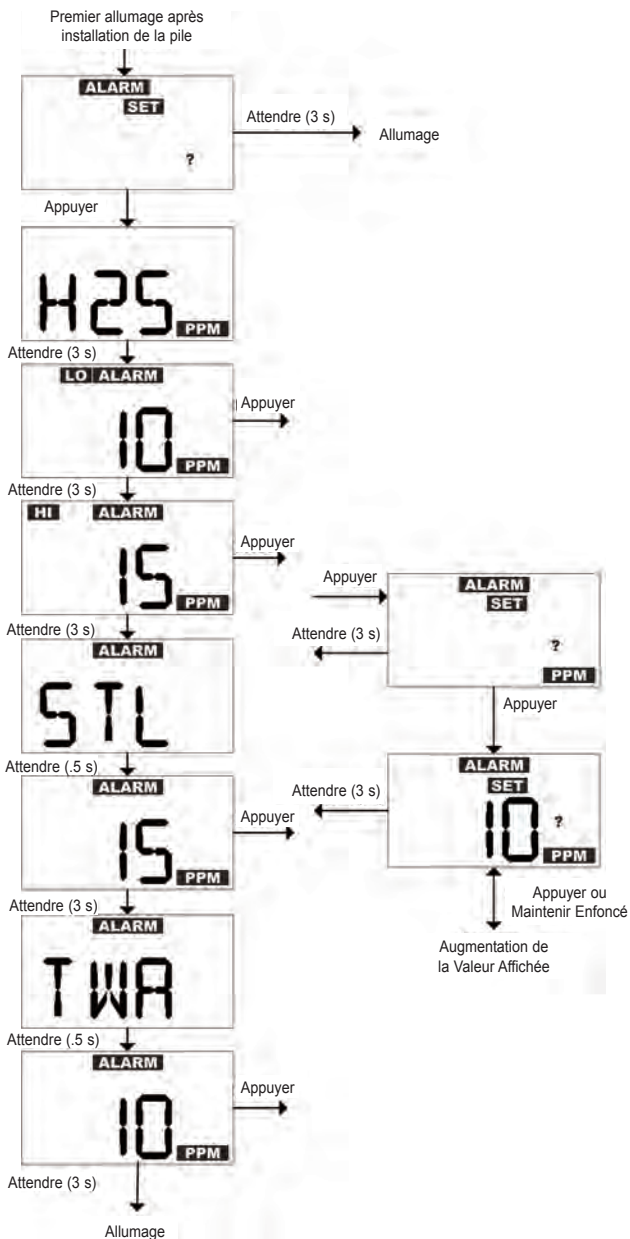 Premier allumage après
installation de la pile
ALARM
SET
?
Attendre (3 s)
Allumage
Appuyer
H2S
PPM
Attendre (3 s)
LO ALARM
10
PPM
Appuyer
Attendre (3 s)
HI ALARM
15
PPM
Appuyer
Attendre (3 s)
ALARM
STL
Attendre (.5 s)
ALARM
15
PPM
Appuyer
Attendre (3 s)
ALARM
TWA
Attendre (.5 s)
ALARM
10
PPM
Appuyer
Attendre (3 s)
Allumage
Appuyer
ALARM
SET
?
PPM
Attendre (3 s)
Appuyer
ALARM
SET
10 ?
PPM
Attendre (3 s)
Appuyer ou
Maintenir Enfoncé
Augmentation de
la Valeur Affichée